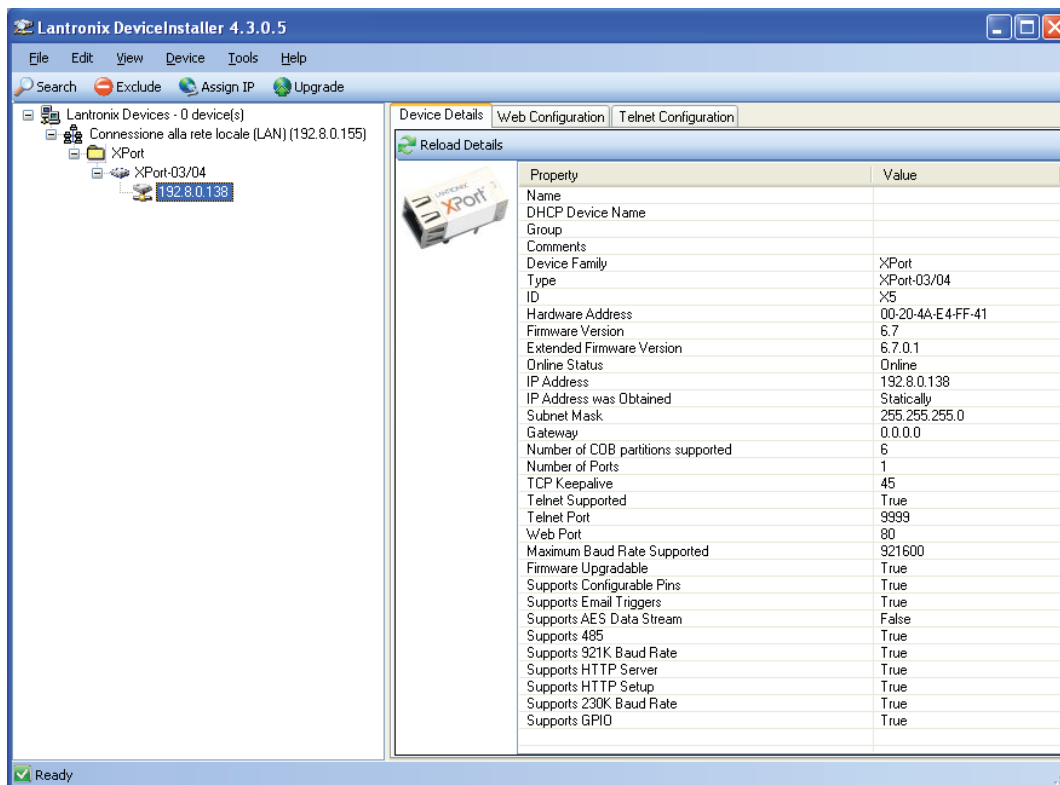 Lantronix DeviceInstaller 4.3.0.5
File Edit View Device Tools Help
Search Exclude Assign IP Upgrade
Lantronix Devices - 0 device(s)
Connessione alla rete locale (LAN) (192.8.0.155)
XPort
XPort-03/04
192.8.0.138
Device Details Web Configuration Telnet Configuration
Reload Details
LANTRONIX
XPort
Property Value
Name
DHCP Device Name
Group
Comments
Device Family XPort
Type XPort-03/04
ID X5
Hardware Address 00-20-4A-E4-FF-41
Firmware Version 6.7
Extended Firmware Version 6.7.0.1
Online Status Online
IP Address 192.8.0.138
IP Address was Obtained Statically
Subnet Mask 255.255.255.0
Gateway 0.0.0.0
Number of COB partitions supported 6
Number of Ports 1
TCP Keepalive 45
Telnet Supported True
Telnet Port 9999
Web Port 80
Maximum Baud Rate Supported 921600
Firmware Upgradable True
Supports Configurable Pins True
Supports Email Triggers True
Supports AES Data Stream False
Supports 485 True
Supports 921K Baud Rate True
Supports HTTP Server True
Supports HTTP Setup True
Supports 230K Baud Rate True
Supports GPIO True
Ready